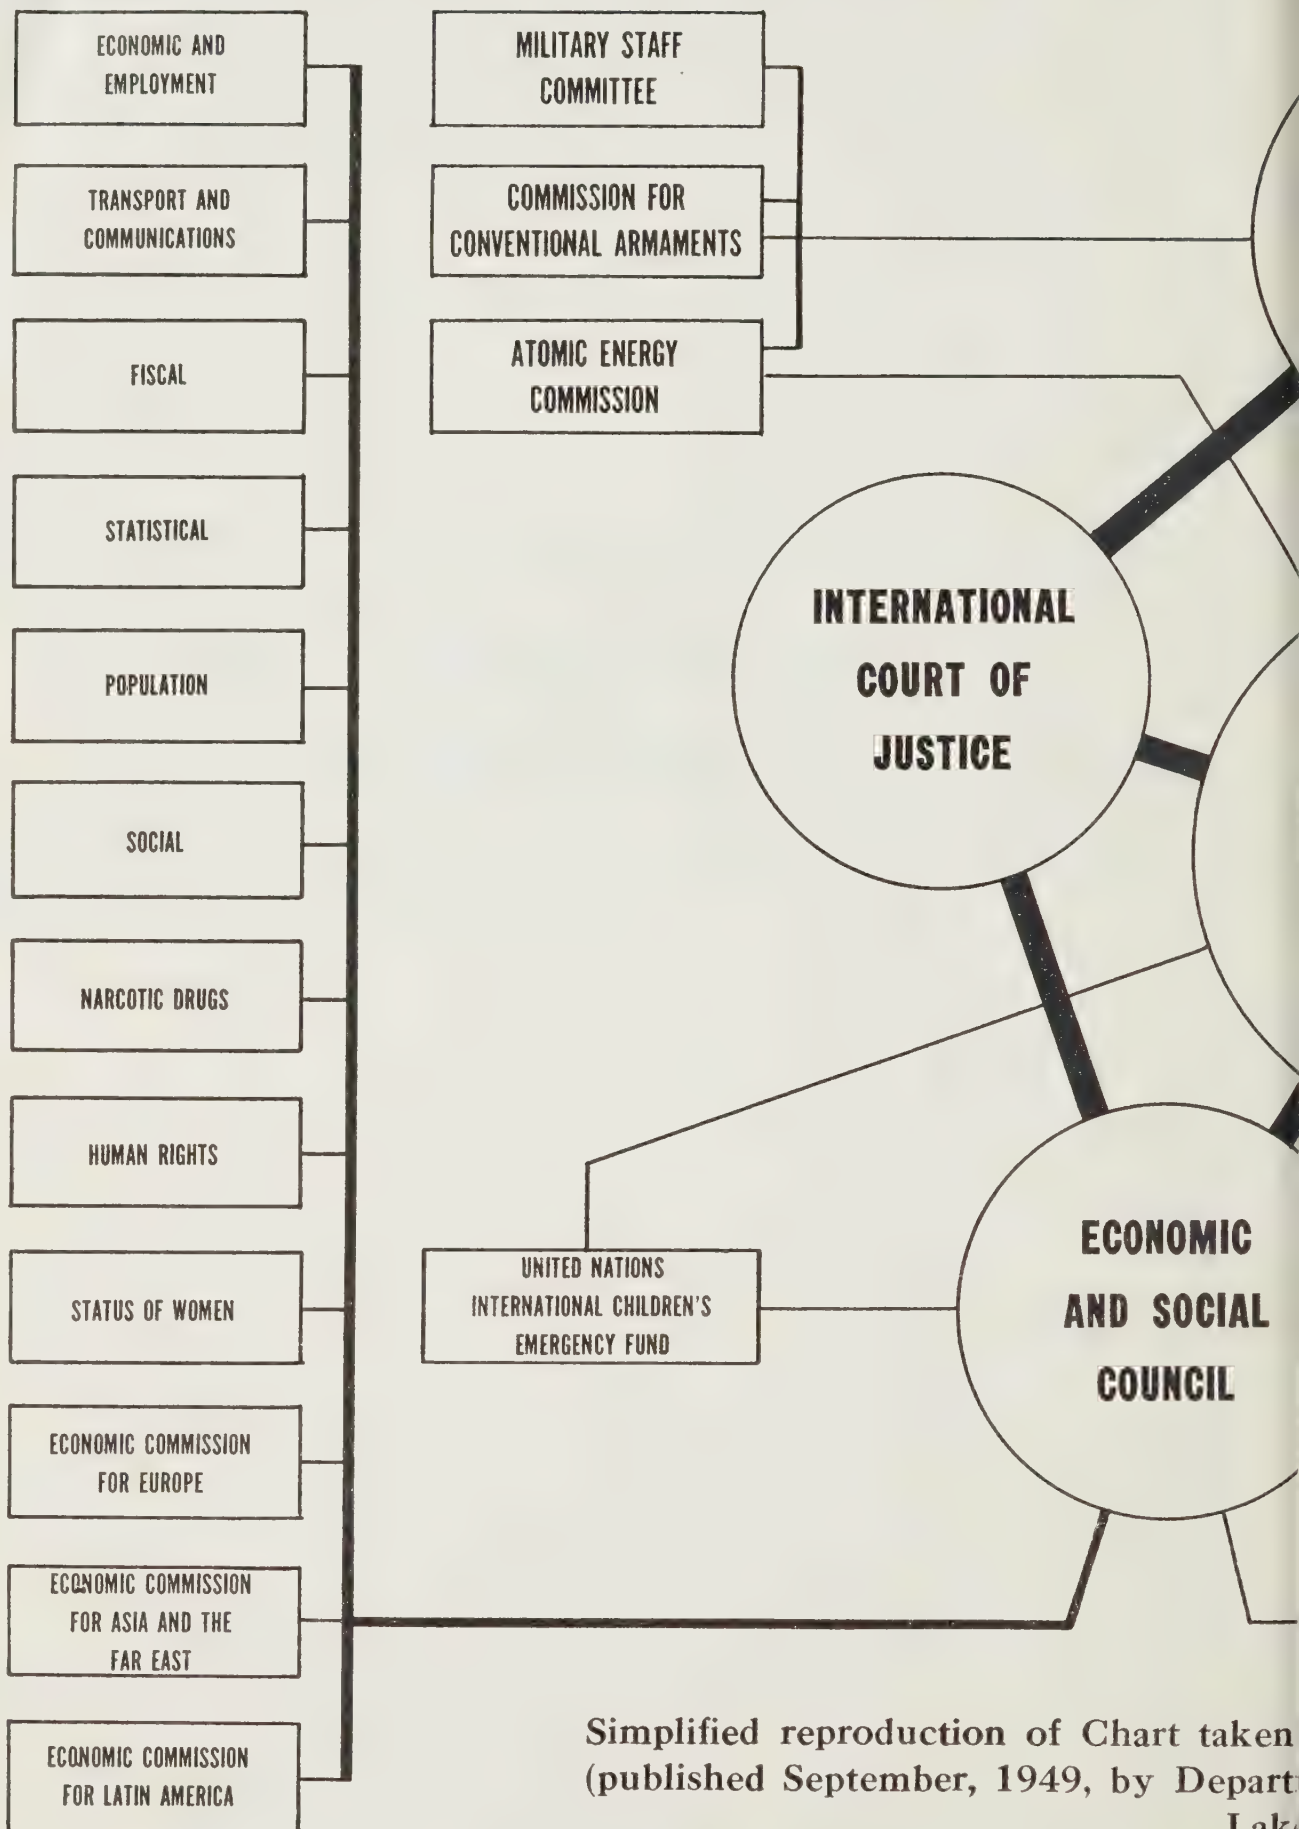 ECONOMIC AND
EMPLOYMENT
TRANSPORT AND
COMMUNICATIONS
FISCAL
STATISTICAL
POPULATION
SOCIAL
NARCOTIC DRUGS
HUMAN RIGHTS
STATUS OF WOMEN
ECONOMIC COMMISSION
FOR EUROPE
ECONOMIC COMMISSION
FOR ASIA AND THE
FAR EAST
ECONOMIC COMMISSION
FOR LATIN AMERICA
MILITARY STAFF
COMMITTEE
COMMISSION FOR
CONVENTIONAL ARMAMENTS
ATOMIC ENERGY
COMMISSION
INTERNATIONAL
COURT OF
JUSTICE
UNITED NATIONS
INTERNATIONAL CHILDREN'S
EMERGENCY FUND
ECONOMIC
AND SOCIAL
COUNCIL
Simplified reproduction of Chart taken
(published September, 1949, by Depart